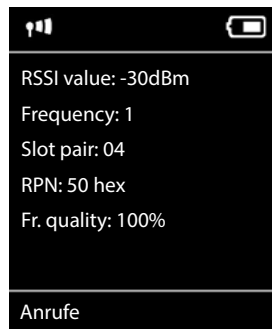 RSSI value: -30dBm
Frequency: 1
Slot pair: 04
RPN: 50 hex
Fr. quality: 100%
Anrufe